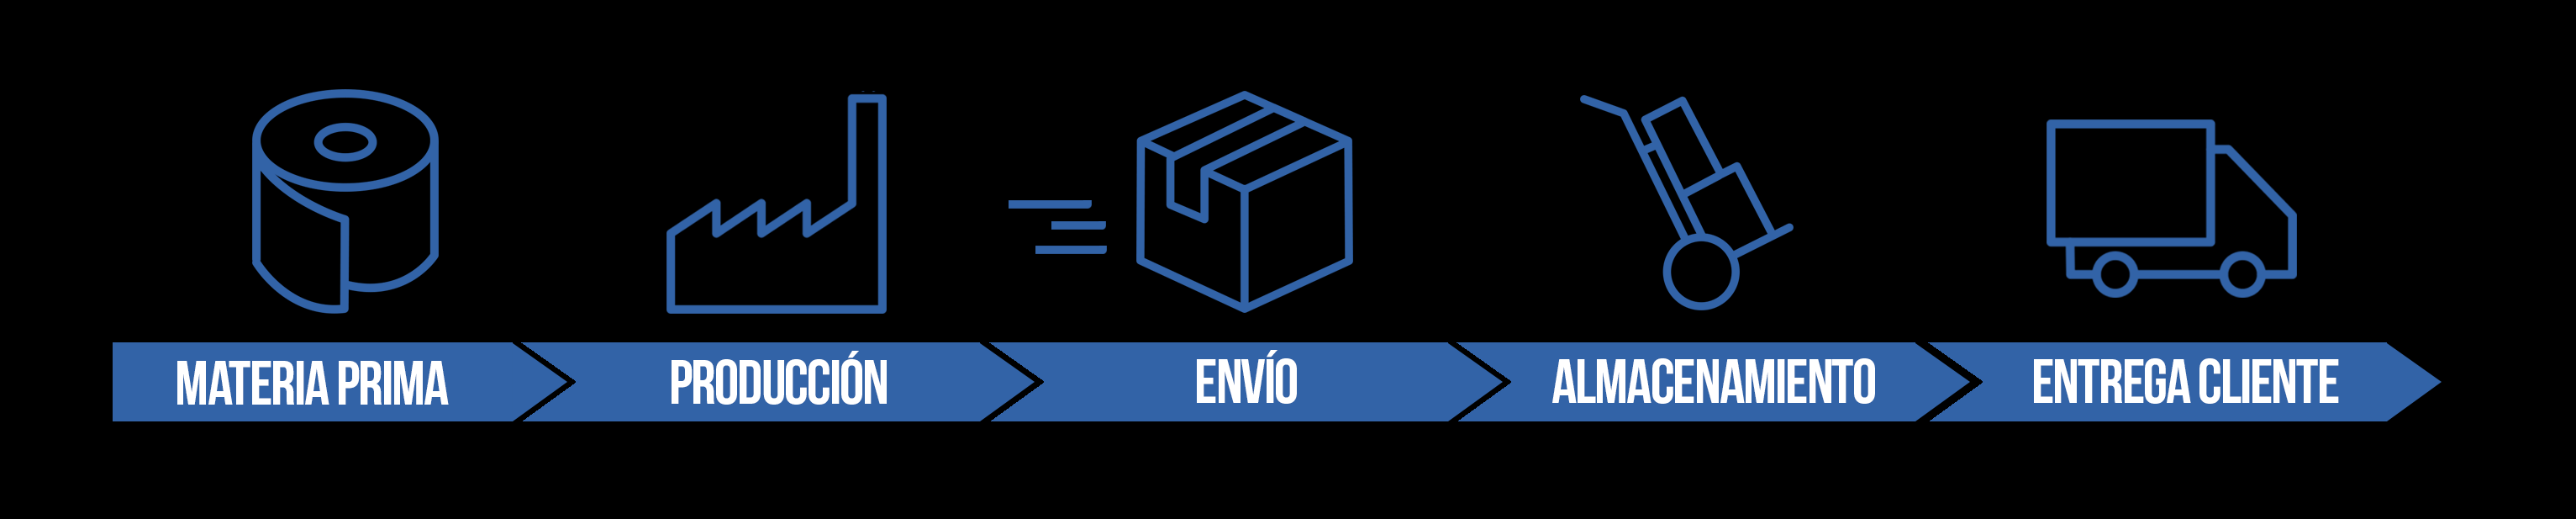 MATERIA PRIMA
PRODUCCIÓN
ENVÍO
ALMACENAMIENTO
ENTREGA CLIENTE